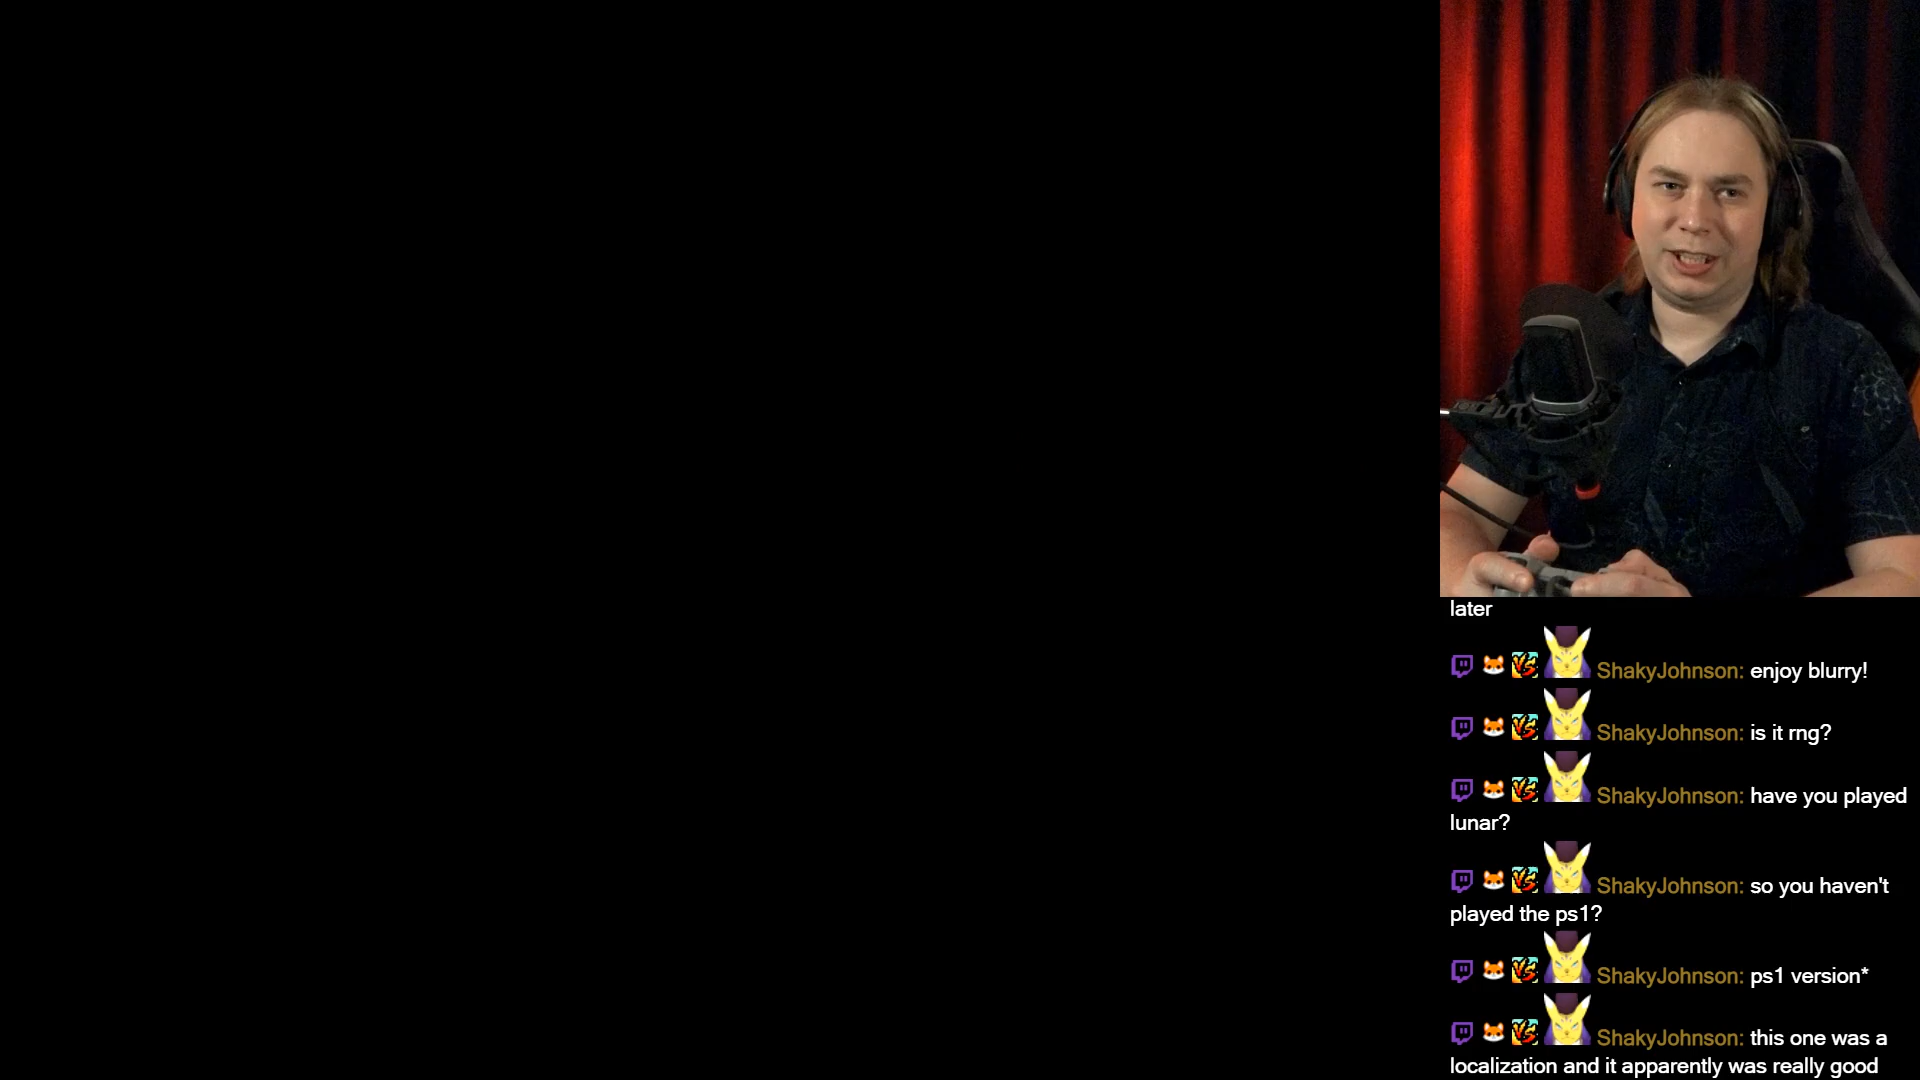 later
ShakyJohnson: enjoy blurry!
ShakyJohnson: is it rng?
ShakyJohnson: have you played
lunar?
ShakyJohnson: so you haven't
played the ps1?
ShakyJohnson: ps1 version*
ShakyJohnson: this one was a
localization and it apparently was really good